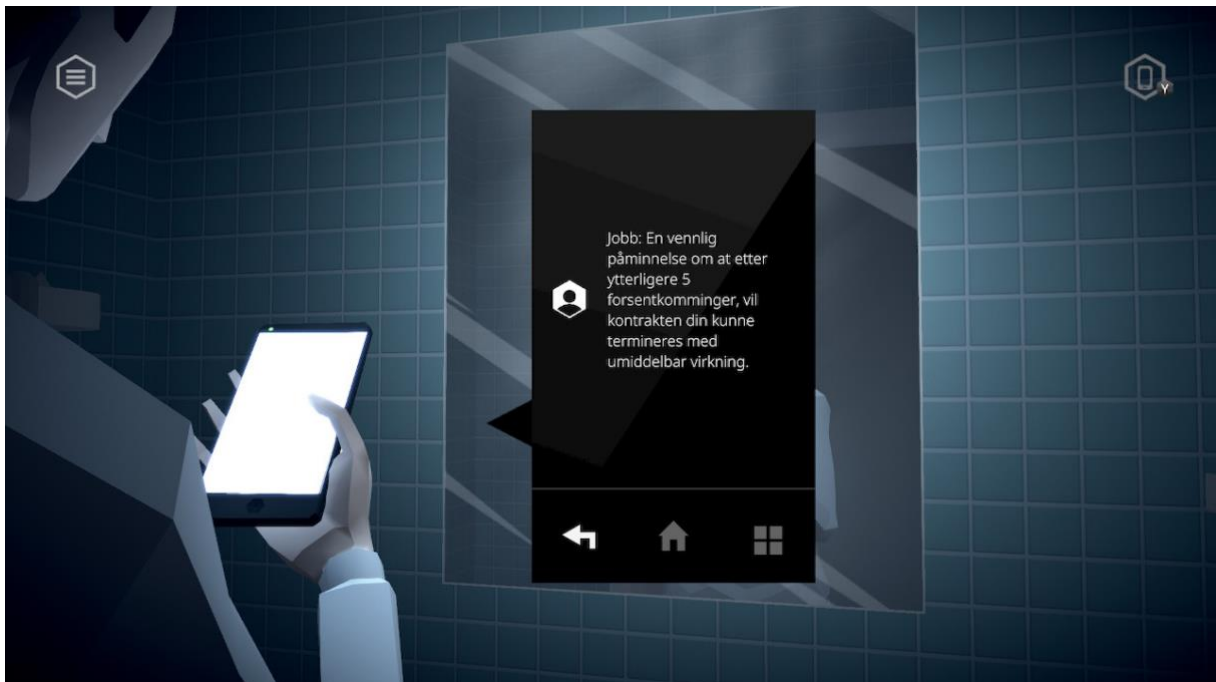 Jobb: En vennlig
påminnelse om at etter
ytterligere 5
forsentkomminger, vil
kontrakten din kunne
termineres med
umiddelbar virkning.
Y